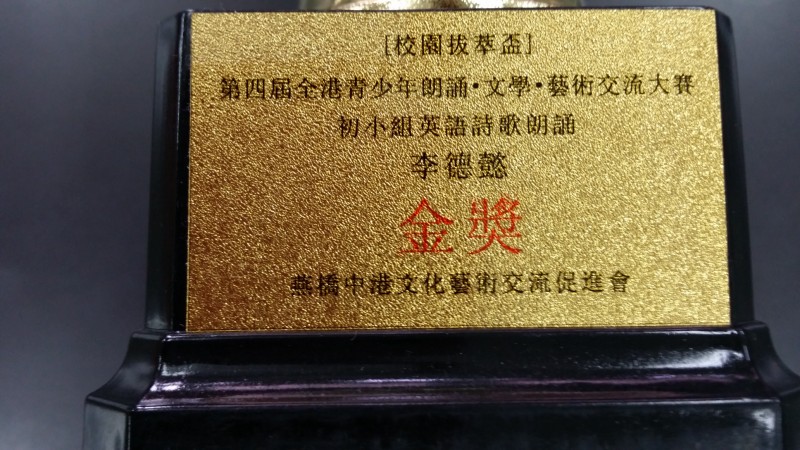 [校園拔萃盃]
第四屆全港青少年朗誦·文學·藝術交流大賽
初小組英語詩歌朗誦
李德懿
金獎
燕橋中港文化藝術交流促進會